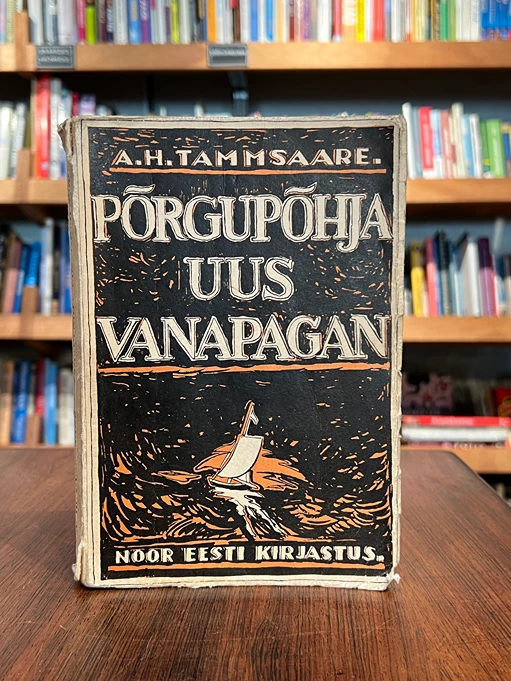 A.H.TAMMSAARE.
PÕRGUPÕHJA
UUS
VANAPAGAN
NOOR EESTI KIRJASTUS.